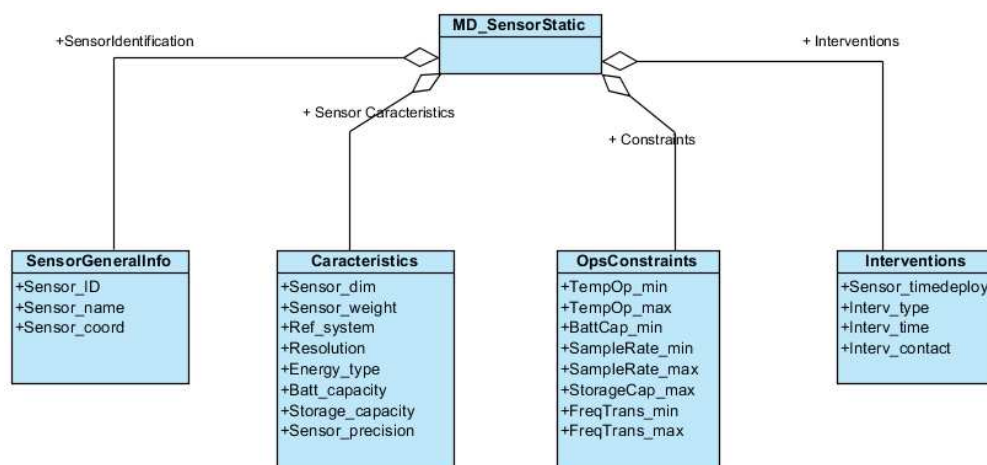 MD_SensorStatic
+SensorIdentification
+ Interventions
+ Sensor Caracteristics
+ Constraints
SensorGeneralInfo
+Sensor_ID
+Sensor_name
+Sensor_coord
Caracteristics
+Sensor_dim
+Sensor_weight
+Ref_system
+Resolution
+Energy_type
+Batt_capacity
+Storage_capacity
+Sensor_precision
OpsConstraints
+TempOp_min
+TempOp_max
+BattCap_min
+SampleRate_min
+SampleRate_max
+StorageCap_max
+FreqTrans_min
+FreqTrans_max
Interventions
+Sensor_timedeploy
+Interv_type
+Interv_time
+Interv_contact